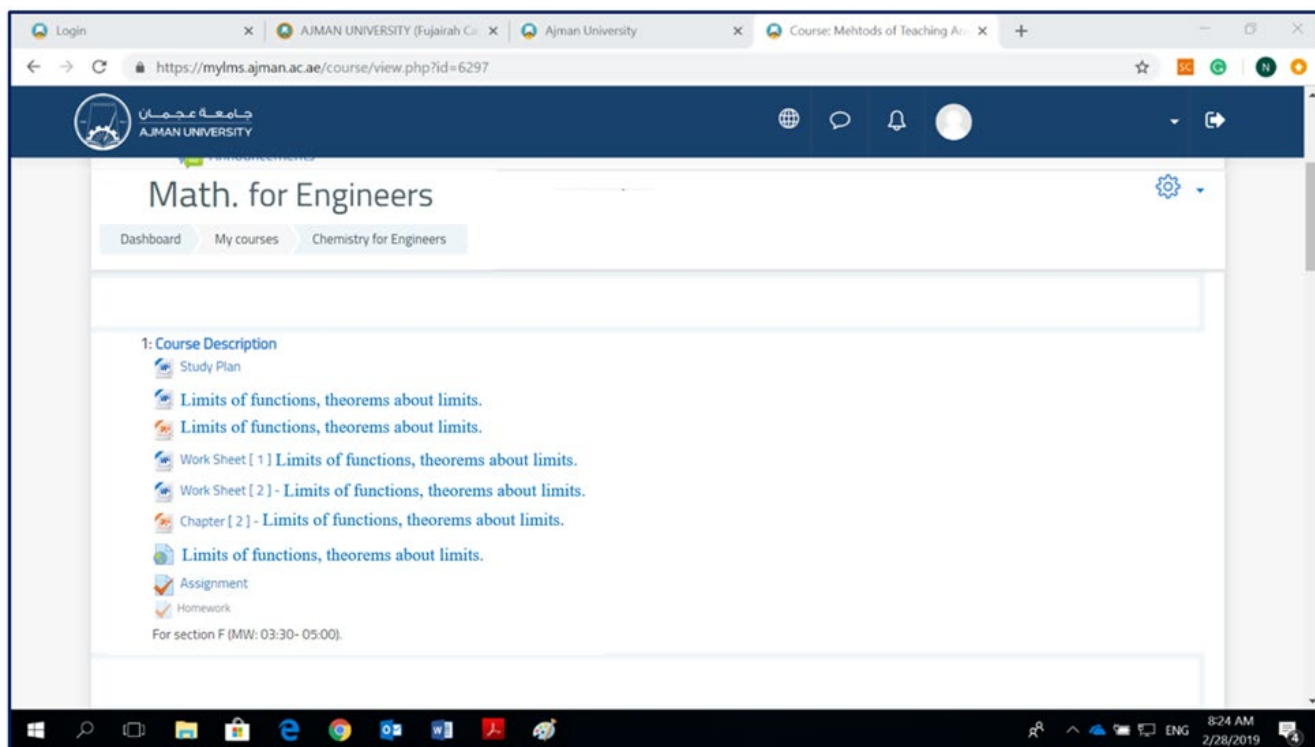 Login
AJMAN UNIVERSITY (Fujairah Ca
Ajman University
Course: Mehtods of Teaching Ara
https://mylms.ajman.ac.ae/course/view.php?id=6297
SC
G
N
جامعة عجمان
AJMAN UNIVERSITY
Announcements
Math. for Engineers
Dashboard
My courses
Chemistry for Engineers
1: Course Description
Study Plan
Limits of functions, theorems about limits.
Limits of functions, theorems about limits.
Work Sheet [ 1 ] Limits of functions, theorems about limits.
Work Sheet [ 2 ] - Limits of functions, theorems about limits.
Chapter [ 2 ] - Limits of functions, theorems about limits.
Limits of functions, theorems about limits.
Assignment
Homework
For section F (MW: 03:30- 05:00).
ENG
8:24 AM
2/28/2019
4